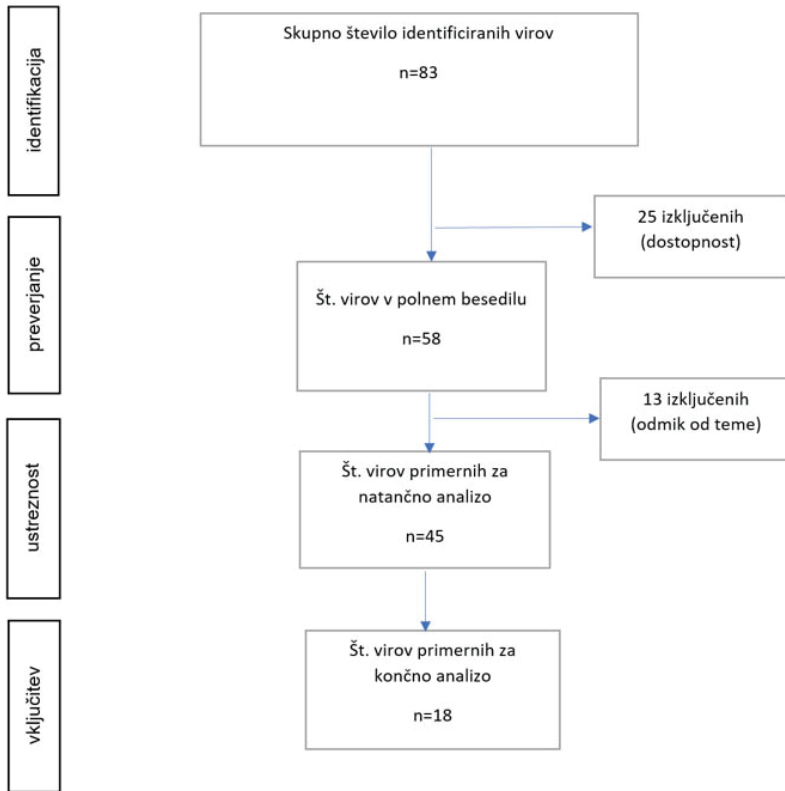 identifikacija
Skupno število identificiranih virov
n=83
25 izključenih
(dostopnost)
preverjanje
Št. virov v polnem besedilu
n=58
13 izključenih
(odmik od teme)
ustreznost
Št. virov primernih za
natančno analizo
n=45
vključitev
Št. virov primernih za
končno analizo
n=18